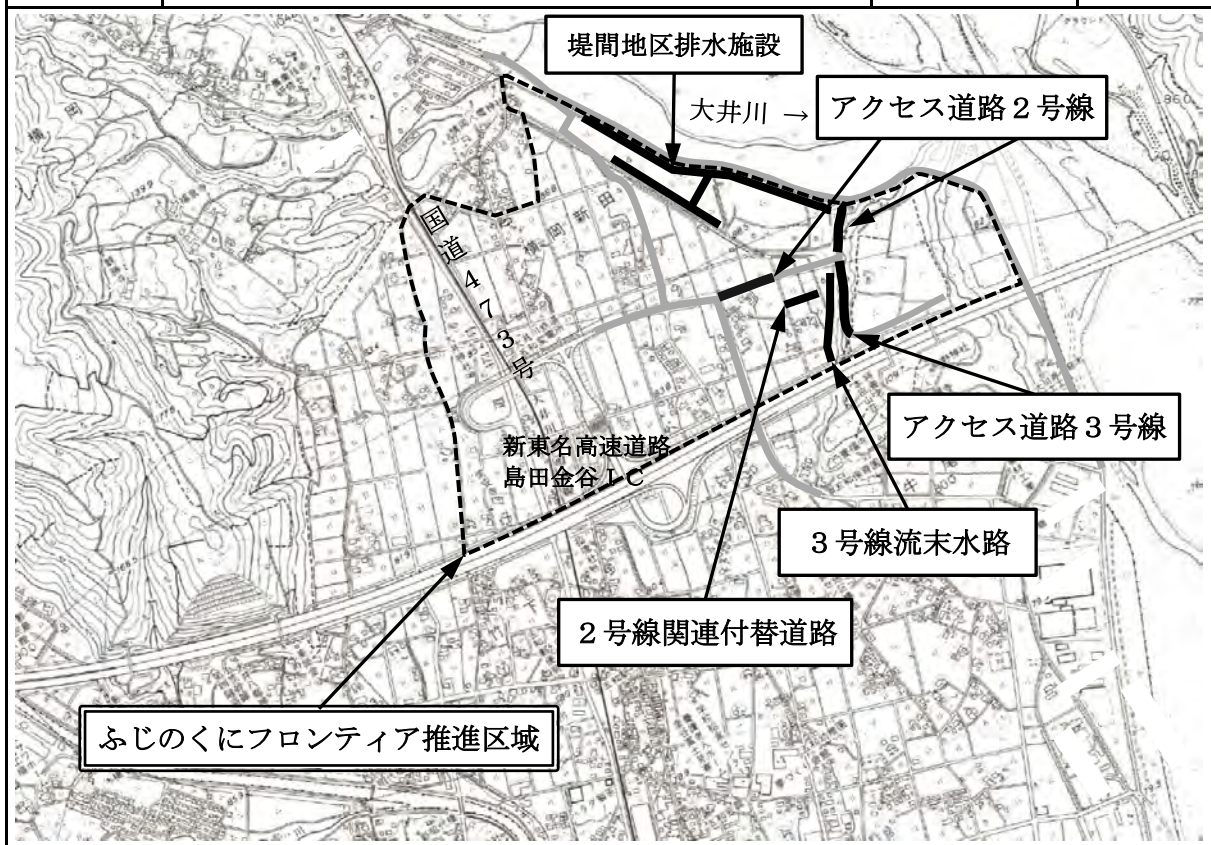 堤間地区排水施設
大井川 →
アクセス道路２号線
国道４７３号
横岡新田
新東名高速道路
島田金谷ＩＣ
アクセス道路３号線
３号線流末水路
２号線関連付替道路
ふじのくにフロンティア推進区域